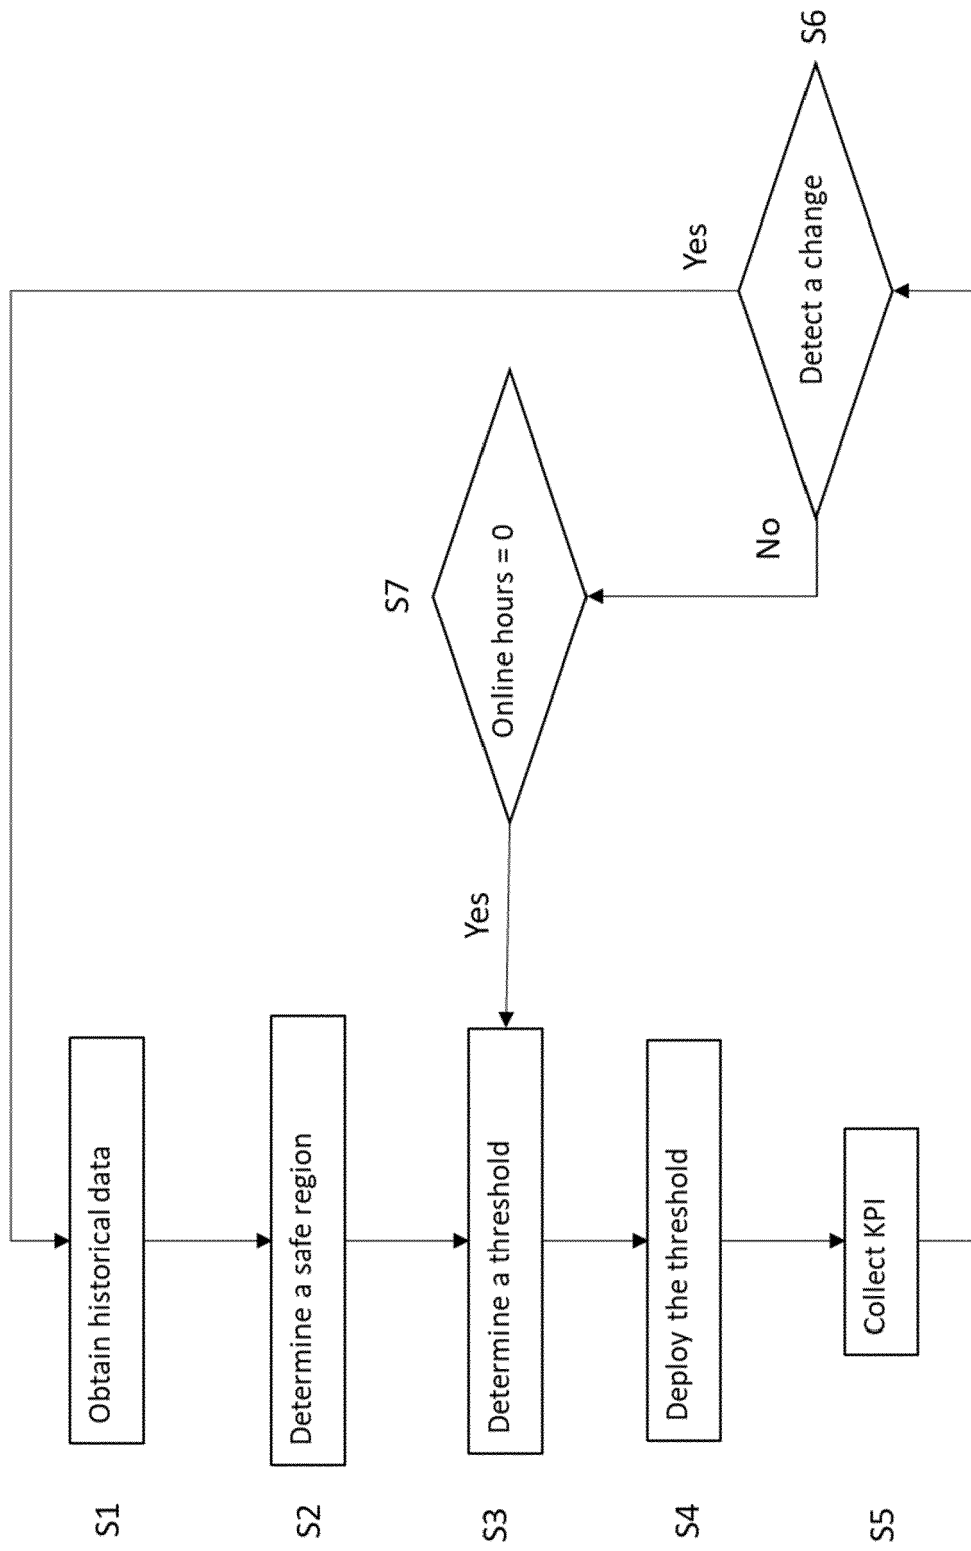 S1
Obtain historical data
S2
Determine a safe region
S3
Determine a threshold
S4
Deploy the threshold
S5
Collect KPI
S6
Detect a change
Yes
No
S7
Online hours = 0
Yes